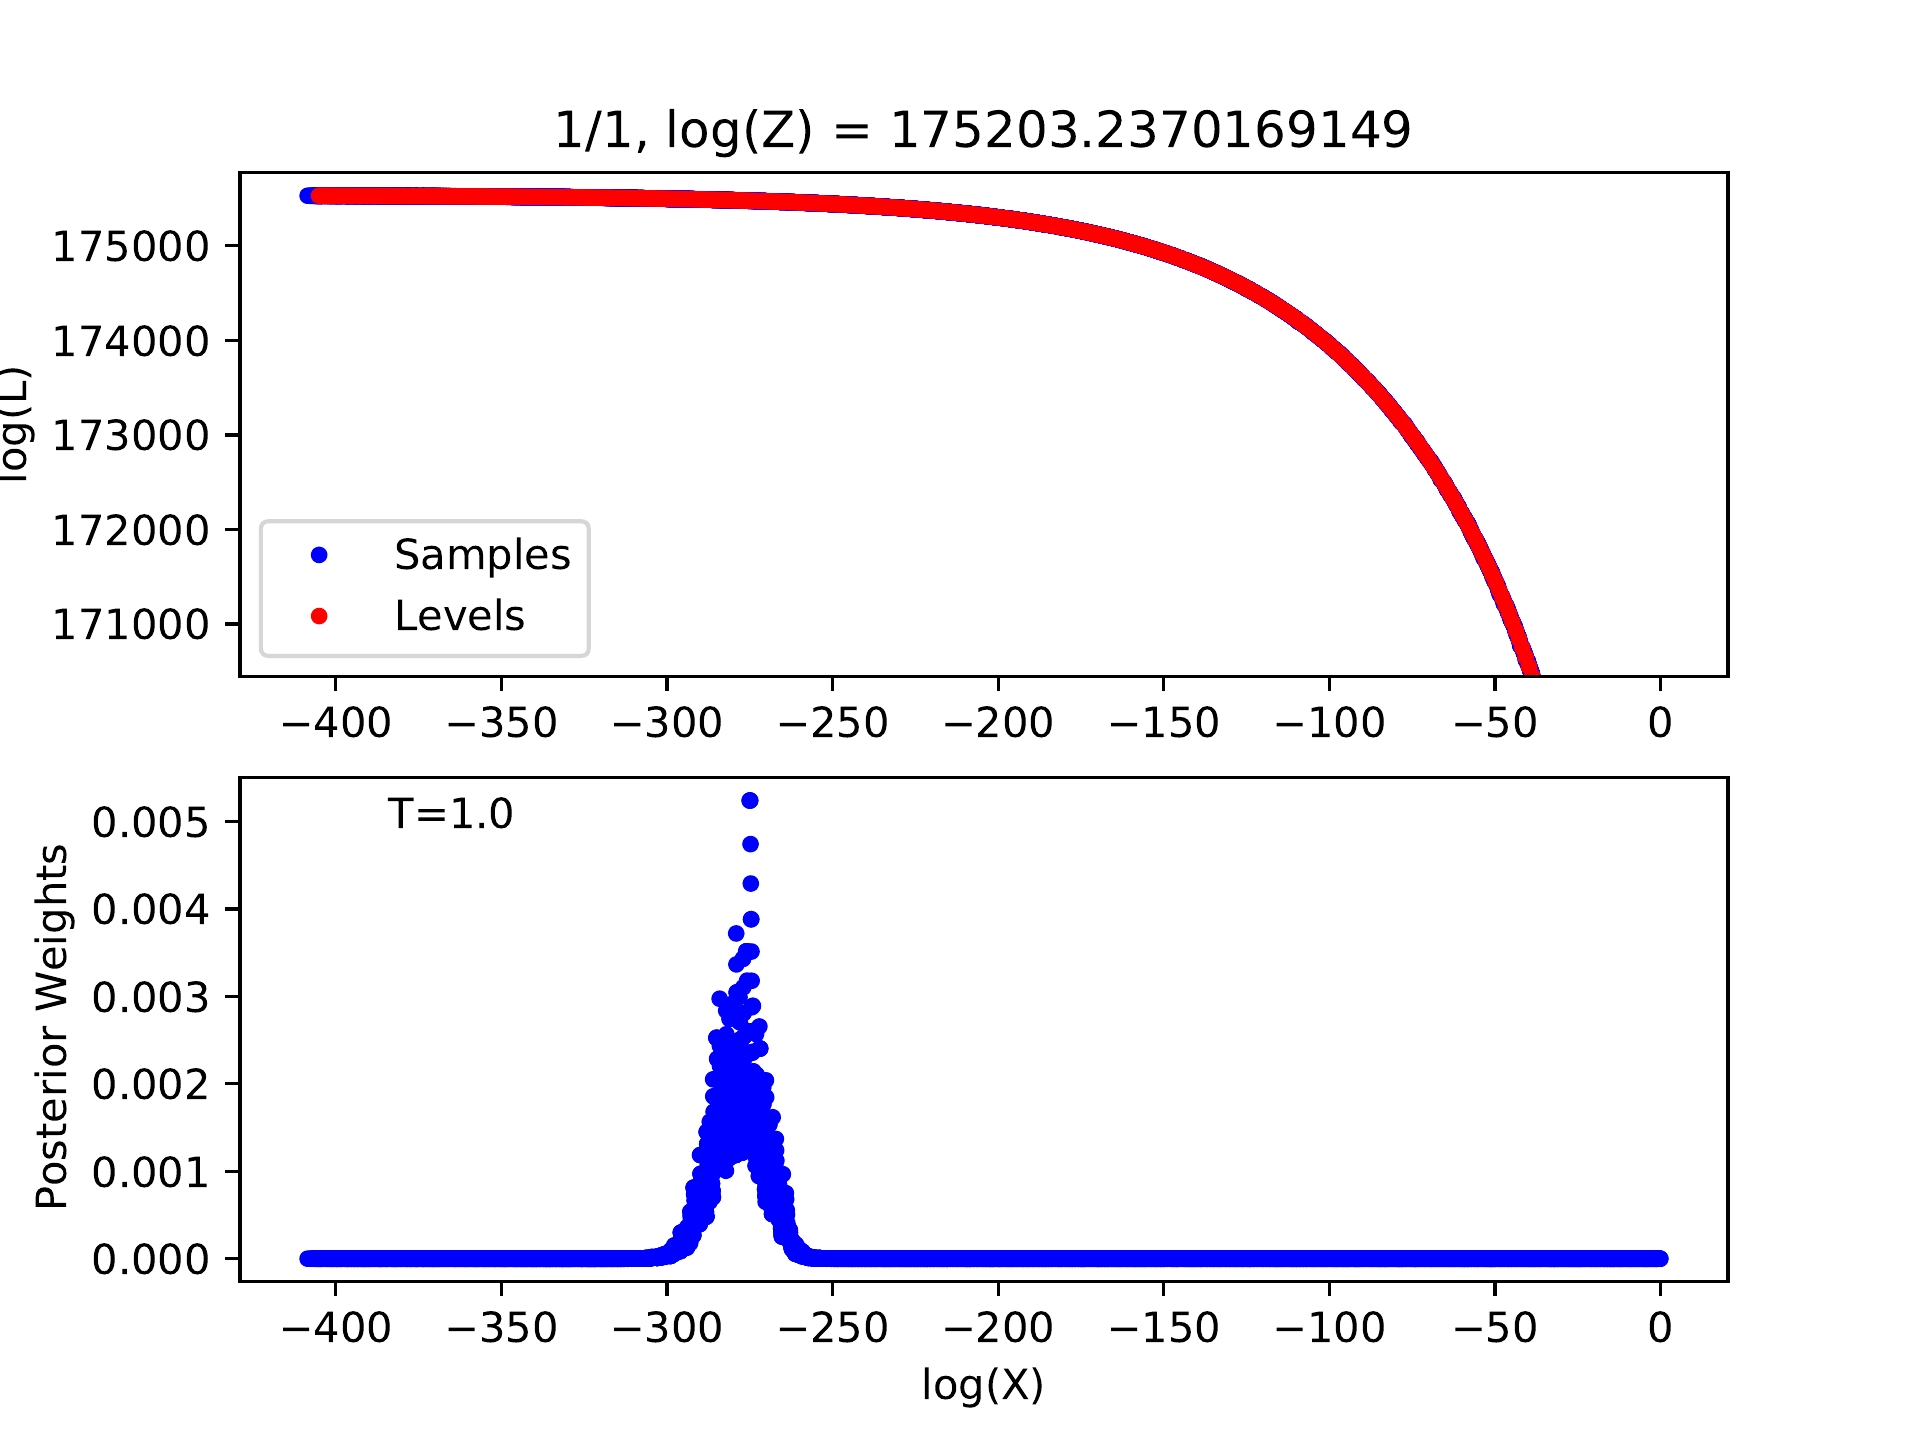 1/1, log(Z) = 175203.2370169149
log(L)
175000
174000
173000
172000
171000
Samples
Levels
−400 −350 −300 −250 −200 −150 −100 −50 0
T=1.0
Posterior Weights
0.005
0.004
0.003
0.002
0.001
0.000
−400 −350 −300 −250 −200 −150 −100 −50 0
log(X)